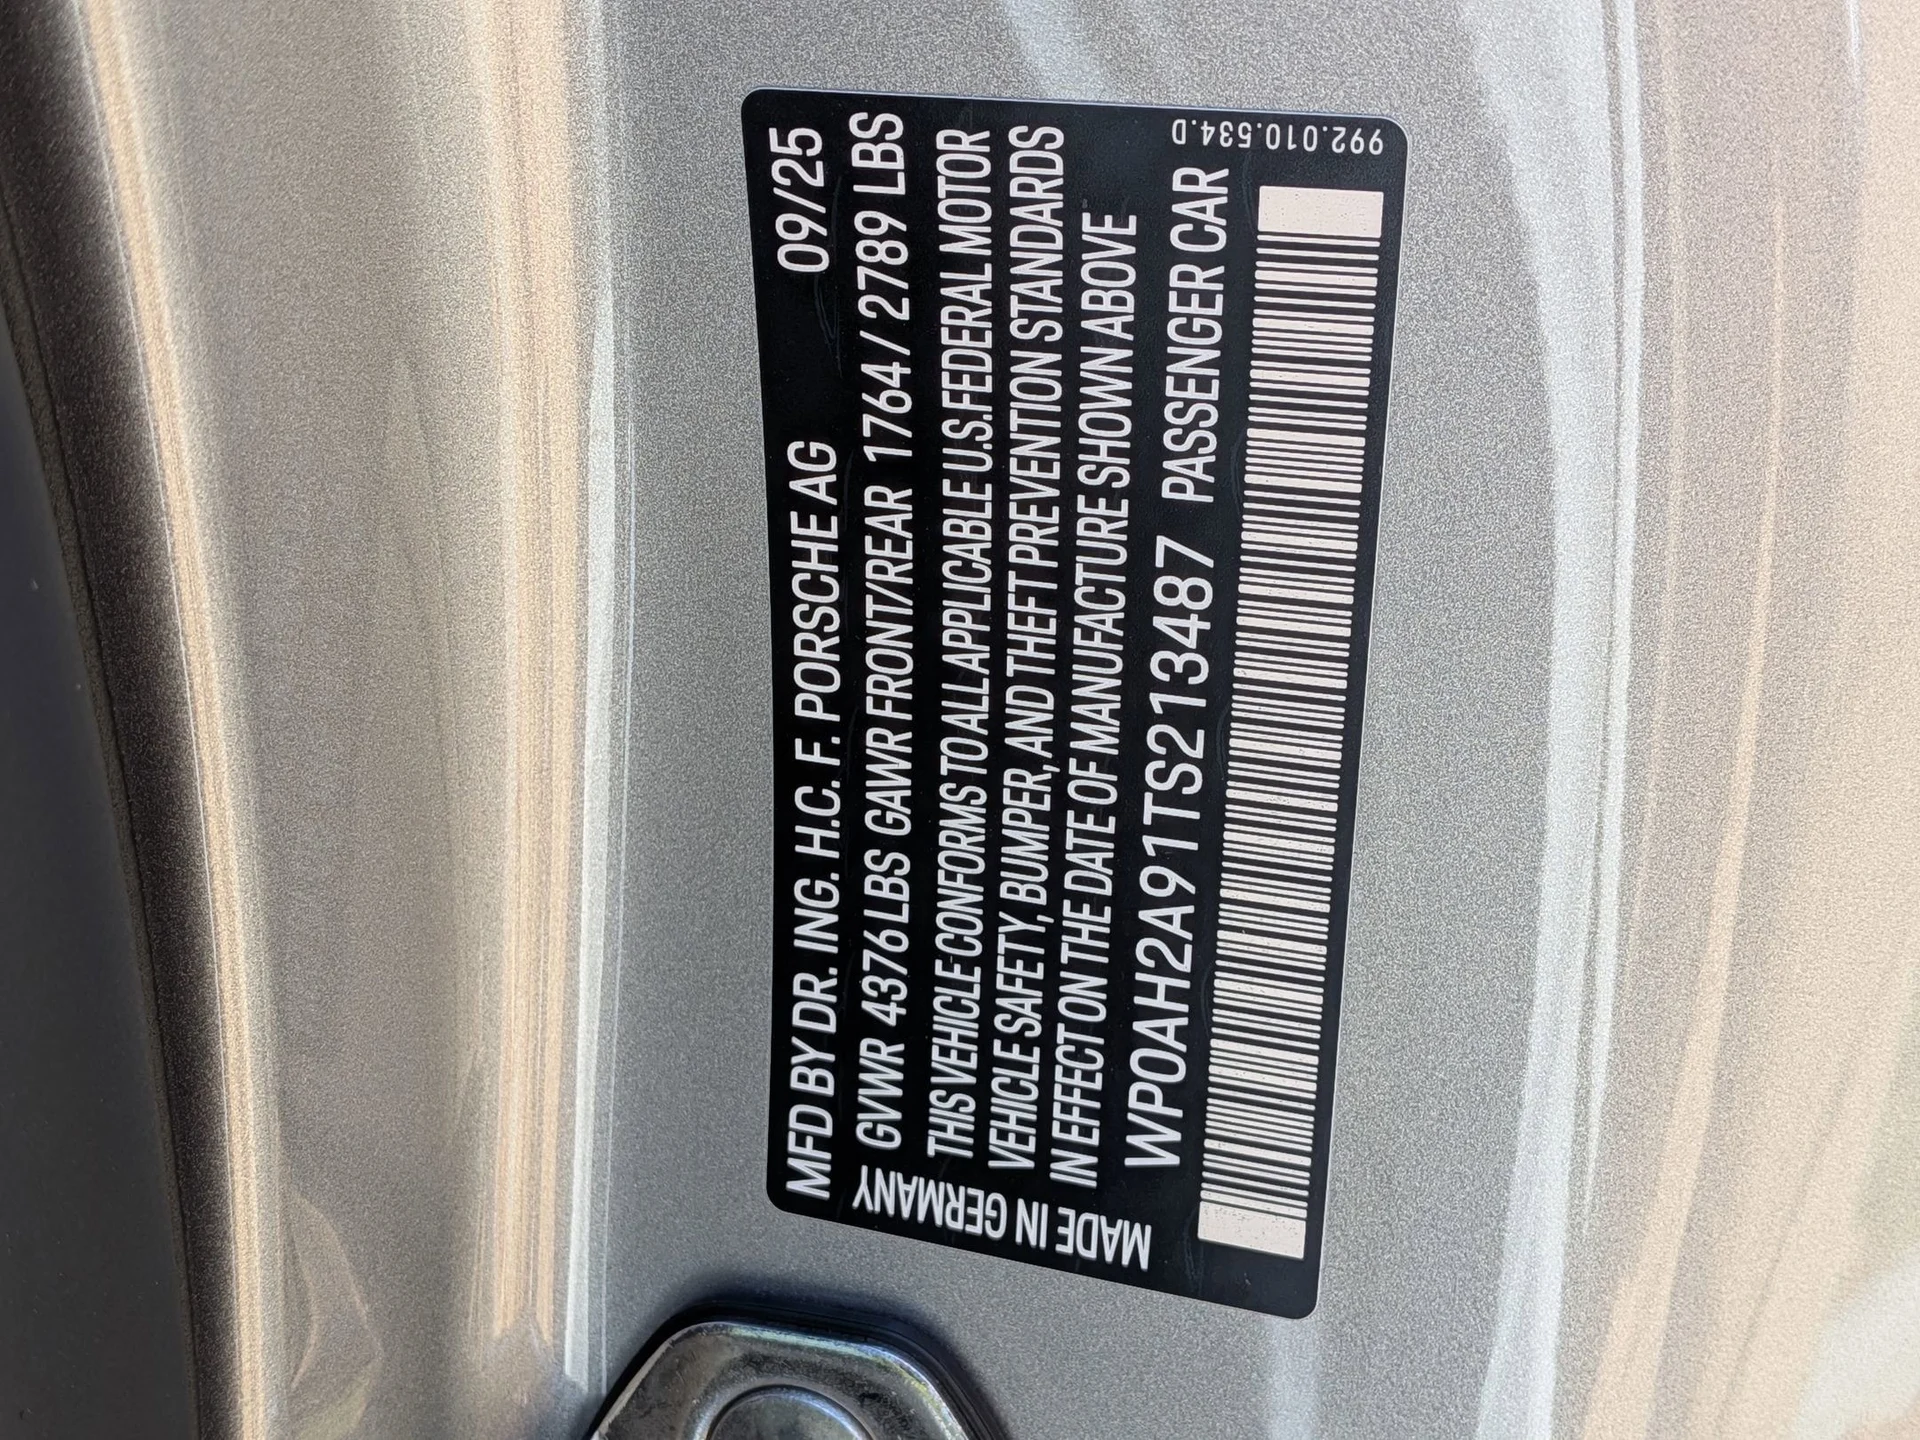 MFD BY DR. ING. H.C. F. PORSCHE AG 09/25
GVWR 4376 LBS GAWR FRONT/REAR 1764 / 2789 LBS
THIS VEHICLE CONFORMS TO ALL APPLICABLE U.S.FEDERAL MOTOR
VEHICLE SAFETY, BUMPER, AND THEFT PREVENTION STANDARDS
IN EFFECT ON THE DATE OF MANUFACTURE SHOWN ABOVE
WP0AH2A91TS213487 PASSENGER CAR
MADE IN GERMANY
992.010.534.D